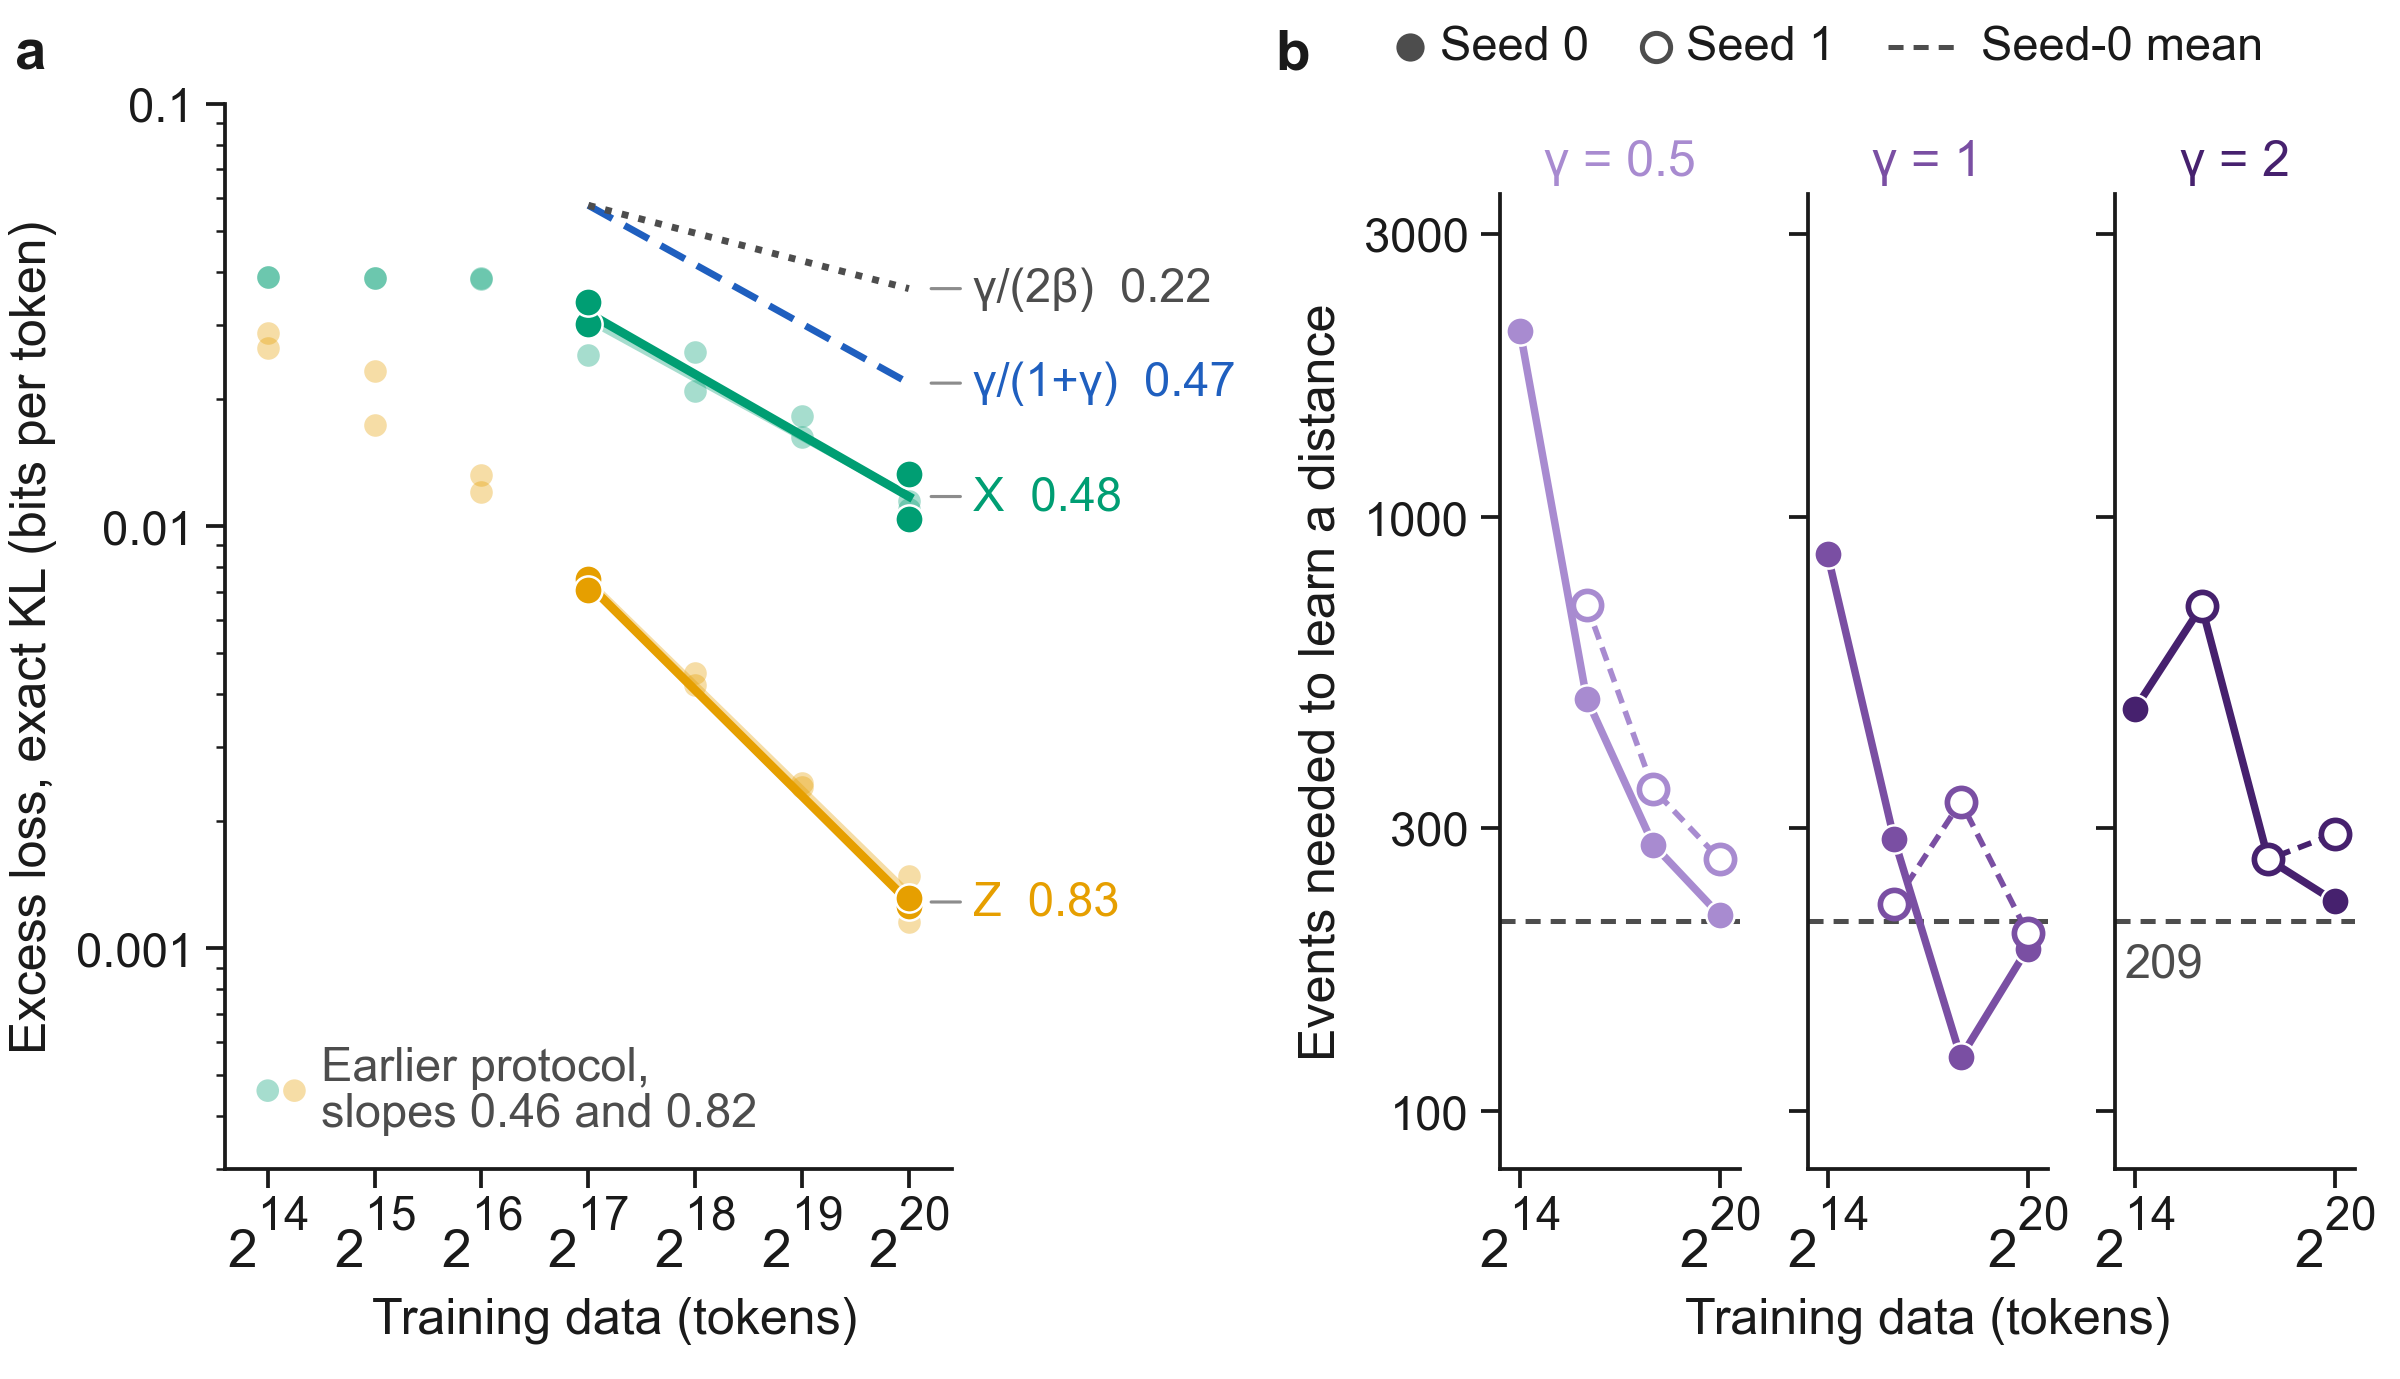 a
Excess loss, exact KL (bits per token)
0.1
0.01
0.001
γ/(2β) 0.22
γ/(1+γ) 0.47
X 0.48
Z 0.83
Earlier protocol,
slopes 0.46 and 0.82
2^14 2^15 2^16 2^17 2^18 2^19 2^20
Training data (tokens)
b
Seed 0 Seed 1 Seed-0 mean
γ = 0.5 γ = 1 γ = 2
Events needed to learn a distance
3000
1000
300
100
209
2^14 2^20 2^14 2^20 2^14 2^20
Training data (tokens)